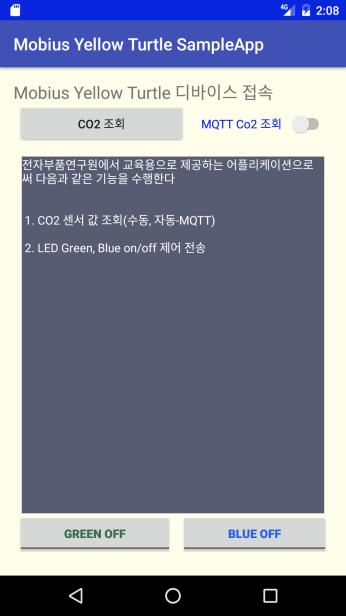 4G 2:08
Mobius Yellow Turtle SampleApp
Mobius Yellow Turtle 디바이스 접속
CO2 조회 MQTT Co2 조회
전자부품연구원에서 교육용으로 제공하는 어플리케이션으로
써 다음과 같은 기능을 수행한다
1. CO2 센서 값 조회(수동, 자동-MQTT)
2. LED Green, Blue on/off 제어 전송
GREEN OFF BLUE OFF